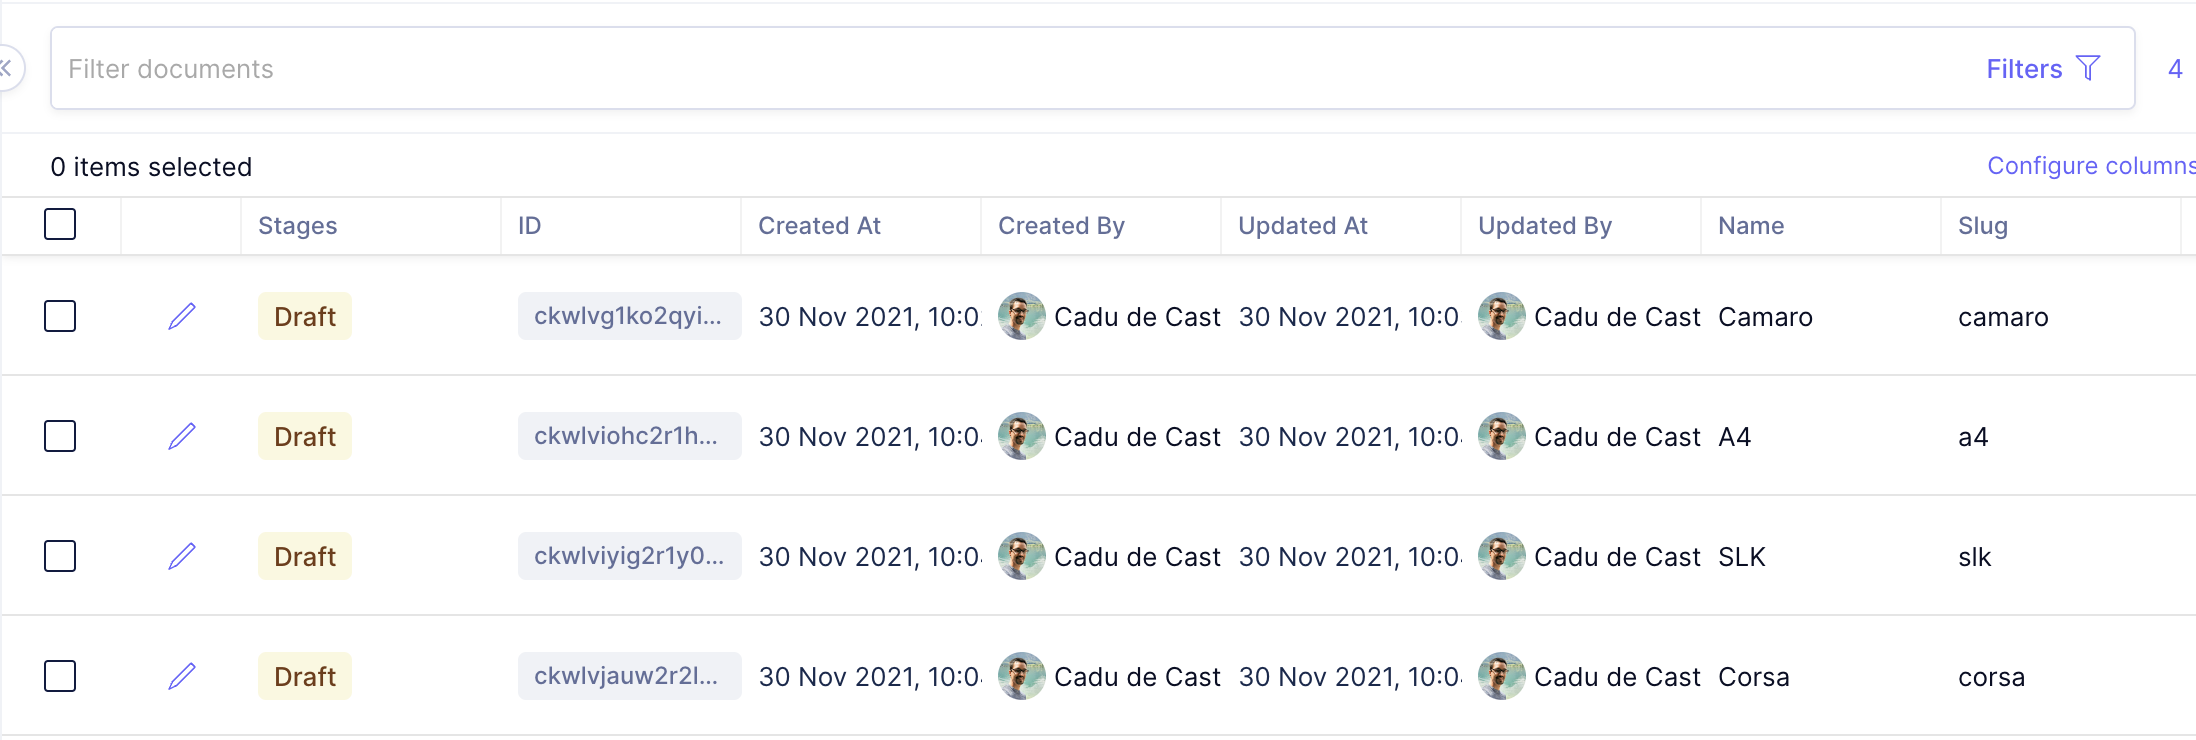 Filter documents Filters 4
0 items selected Configure columns
Stages ID Created At Created By Updated At Updated By Name Slug
Draft ckwlvg1ko2qyi... 30 Nov 2021, 10:0 Cadu de Cast 30 Nov 2021, 10:0 Cadu de Cast Camaro camaro
Draft ckwlviohc2r1h... 30 Nov 2021, 10:0 Cadu de Cast 30 Nov 2021, 10:0 Cadu de Cast A4 a4
Draft ckwlviyig2r1y0... 30 Nov 2021, 10:0 Cadu de Cast 30 Nov 2021, 10:0 Cadu de Cast SLK slk
Draft ckwlvjauw2r2l... 30 Nov 2021, 10:0 Cadu de Cast 30 Nov 2021, 10:0 Cadu de Cast Corsa corsa